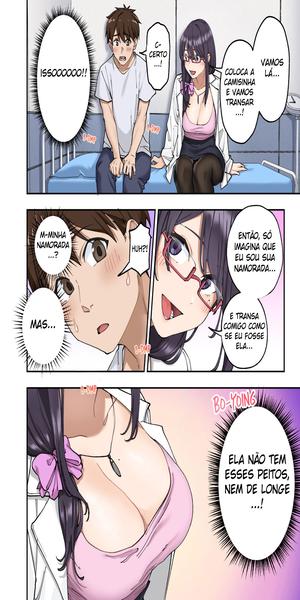 VAMOS
LÁ...
COLOCA A
CAMISINHA
E VAMOS
TRANSAR
...!
C-
CERTO
...!
ISSOOOOOO!!
ENTÃO, SÓ
IMAGINA QUE
EU SOU SUA
NAMORADA...
E TRANSA
COMIGO COMO
SE EU FOSSE
ELA...
HUH?!
M-MINHA
NAMORADA
...?
MAS...
BO-YOING
ELA NÃO TEM
ESSES PEITOS,
NEM DE LONGE
...!